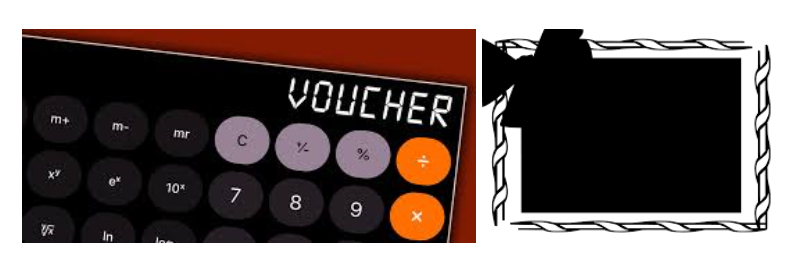 VOUCHER
m+ m- mr C ⁺∕₋ % ÷
xʸ eˣ 10ˣ 7 8 9 ×
ln